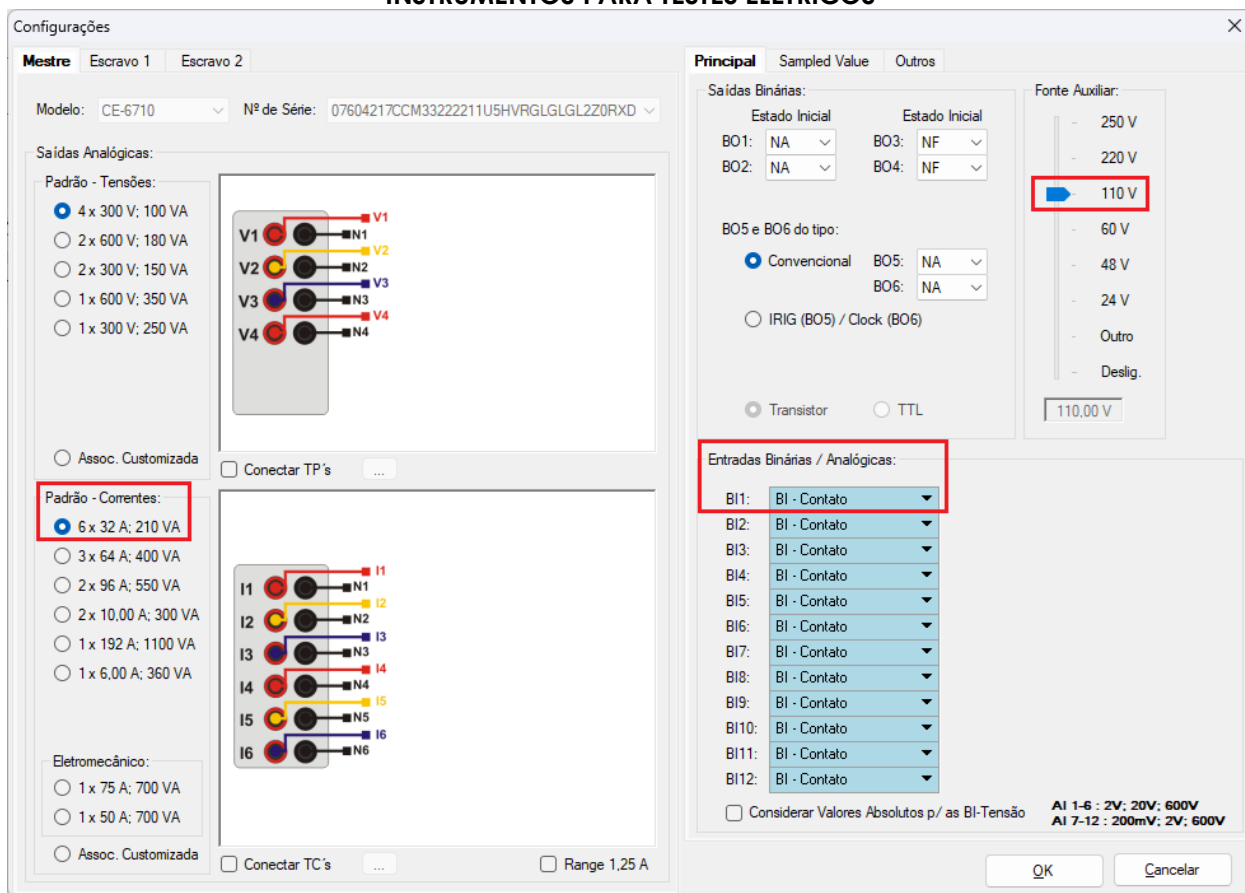 INSTRUMENTOS PARA TESTES ELÉTRICOS
Configurações
Mestre Escravo 1 Escravo 2
Modelo: CE-6710 Nº de Série: 07604217CCM33222211U5HVRGLGLGL2Z0RXD
Saídas Analógicas:
Padrão - Tensões:
4 x 300 V; 100 VA
2 x 600 V; 180 VA
2 x 300 V; 150 VA
1 x 600 V; 350 VA
1 x 300 V; 250 VA
Assoc. Customizada
V1 V1 N1
V2 V2 N2
V3 V3 N3
V4 V4 N4
Conectar TP´s ...
Padrão - Correntes:
6 x 32 A; 210 VA
3 x 64 A; 400 VA
2 x 96 A; 550 VA
2 x 10,00 A; 300 VA
1 x 192 A; 1100 VA
1 x 6,00 A; 360 VA
Eletromecânico:
1 x 75 A; 700 VA
1 x 50 A; 700 VA
Assoc. Customizada
I1 I1 N1
I2 I2 N2
I3 I3 N3
I4 I4 N4
I5 I5 N5
I6 I6 N6
Conectar TC´s ... Range 1,25 A
Principal Sampled Value Outros
Saídas Binárias:
Estado Inicial Estado Inicial
BO1: NA BO3: NF
BO2: NA BO4: NF
BO5 e BO6 do tipo:
Convencional BO5: NA
BO6: NA
IRIG (BO5) / Clock (BO6)
Transistor TTL
Fonte Auxiliar:
250 V
220 V
110 V
60 V
48 V
24 V
Outro
Deslig.
110,00 V
Entradas Binárias / Analógicas:
BI1: BI - Contato
BI2: BI - Contato
BI3: BI - Contato
BI4: BI - Contato
BI5: BI - Contato
BI6: BI - Contato
BI7: BI - Contato
BI8: BI - Contato
BI9: BI - Contato
BI10: BI - Contato
BI11: BI - Contato
BI12: BI - Contato
Considerar Valores Absolutos p/ as BI-Tensão
AI 1-6 : 2V; 20V; 600V
AI 7-12 : 200mV; 2V; 600V
OK Cancelar